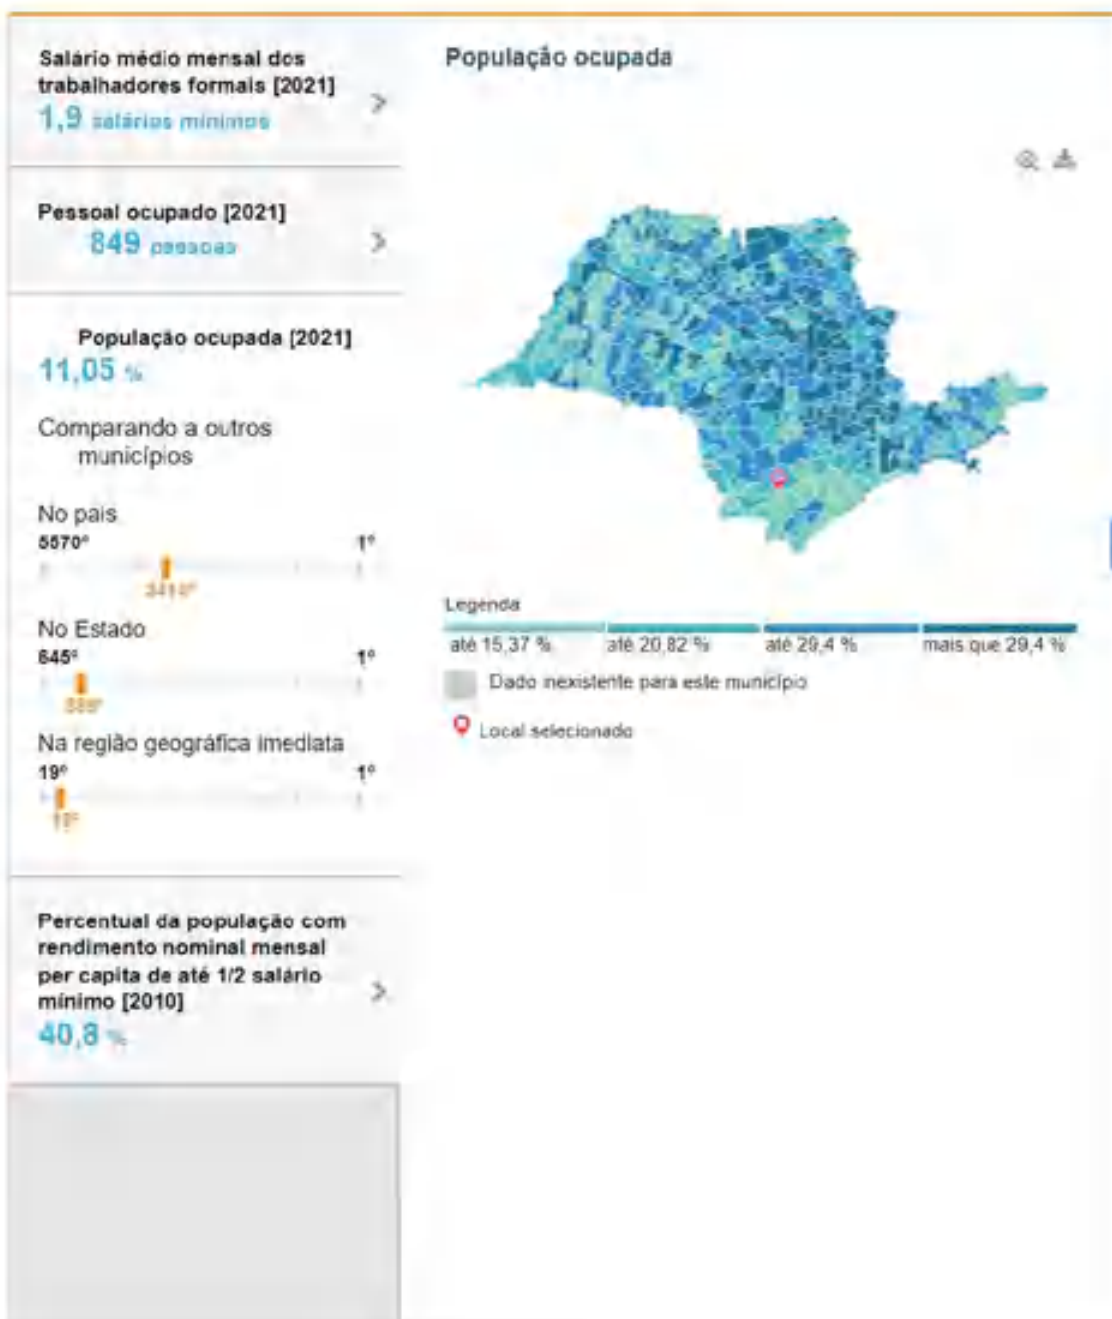 Salário médio mensal dos
trabalhadores formais [2021]
1,9 salários mínimos
Pessoal ocupado [2021]
849 pessoas
População ocupada [2021]
11,05 %
Comparando a outros
municípios
No país
5570º
1º
No Estado
645º
1º
Na região geográfica imediata
19º
1º
Percentual da população com
rendimento nominal mensal
per capita de até 1/2 salário
mínimo [2010]
40,8 %
População ocupada
Legenda
até 15,37 %
até 20,82 %
até 29,4 %
mais que 29,4 %
Dado inexistente para este município
Local selecionado